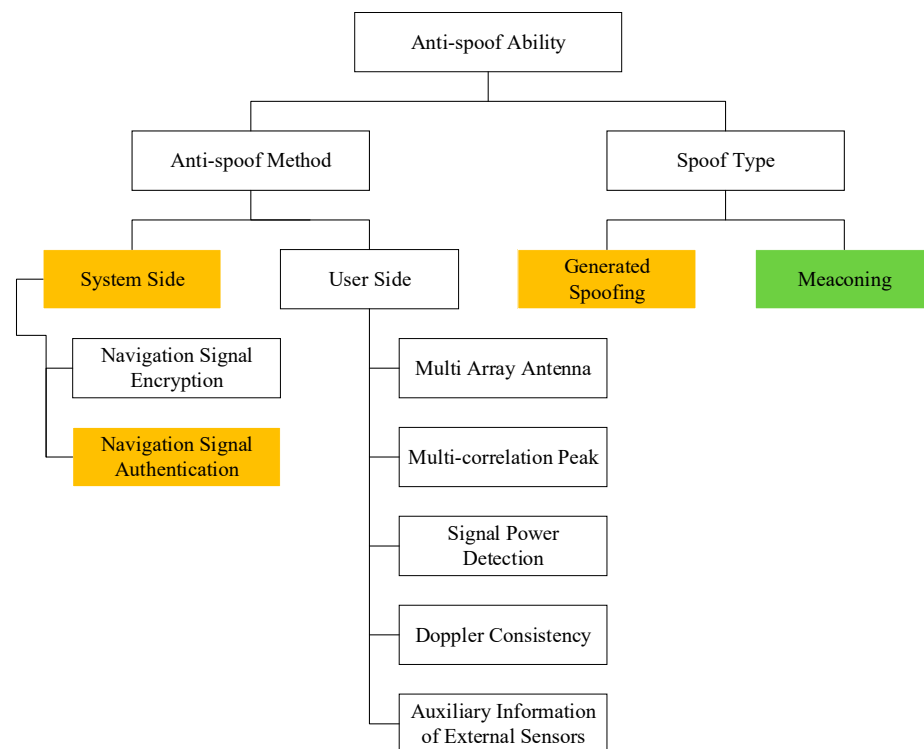 Anti-spoof Ability
Anti-spoof Method
Spoof Type
System Side
User Side
Generated
Spoofing
Meaconing
Navigation Signal
Encryption
Navigation Signal
Authentication
Multi Array Antenna
Multi-correlation Peak
Signal Power
Detection
Doppler Consistency
Auxiliary Information
of External Sensors